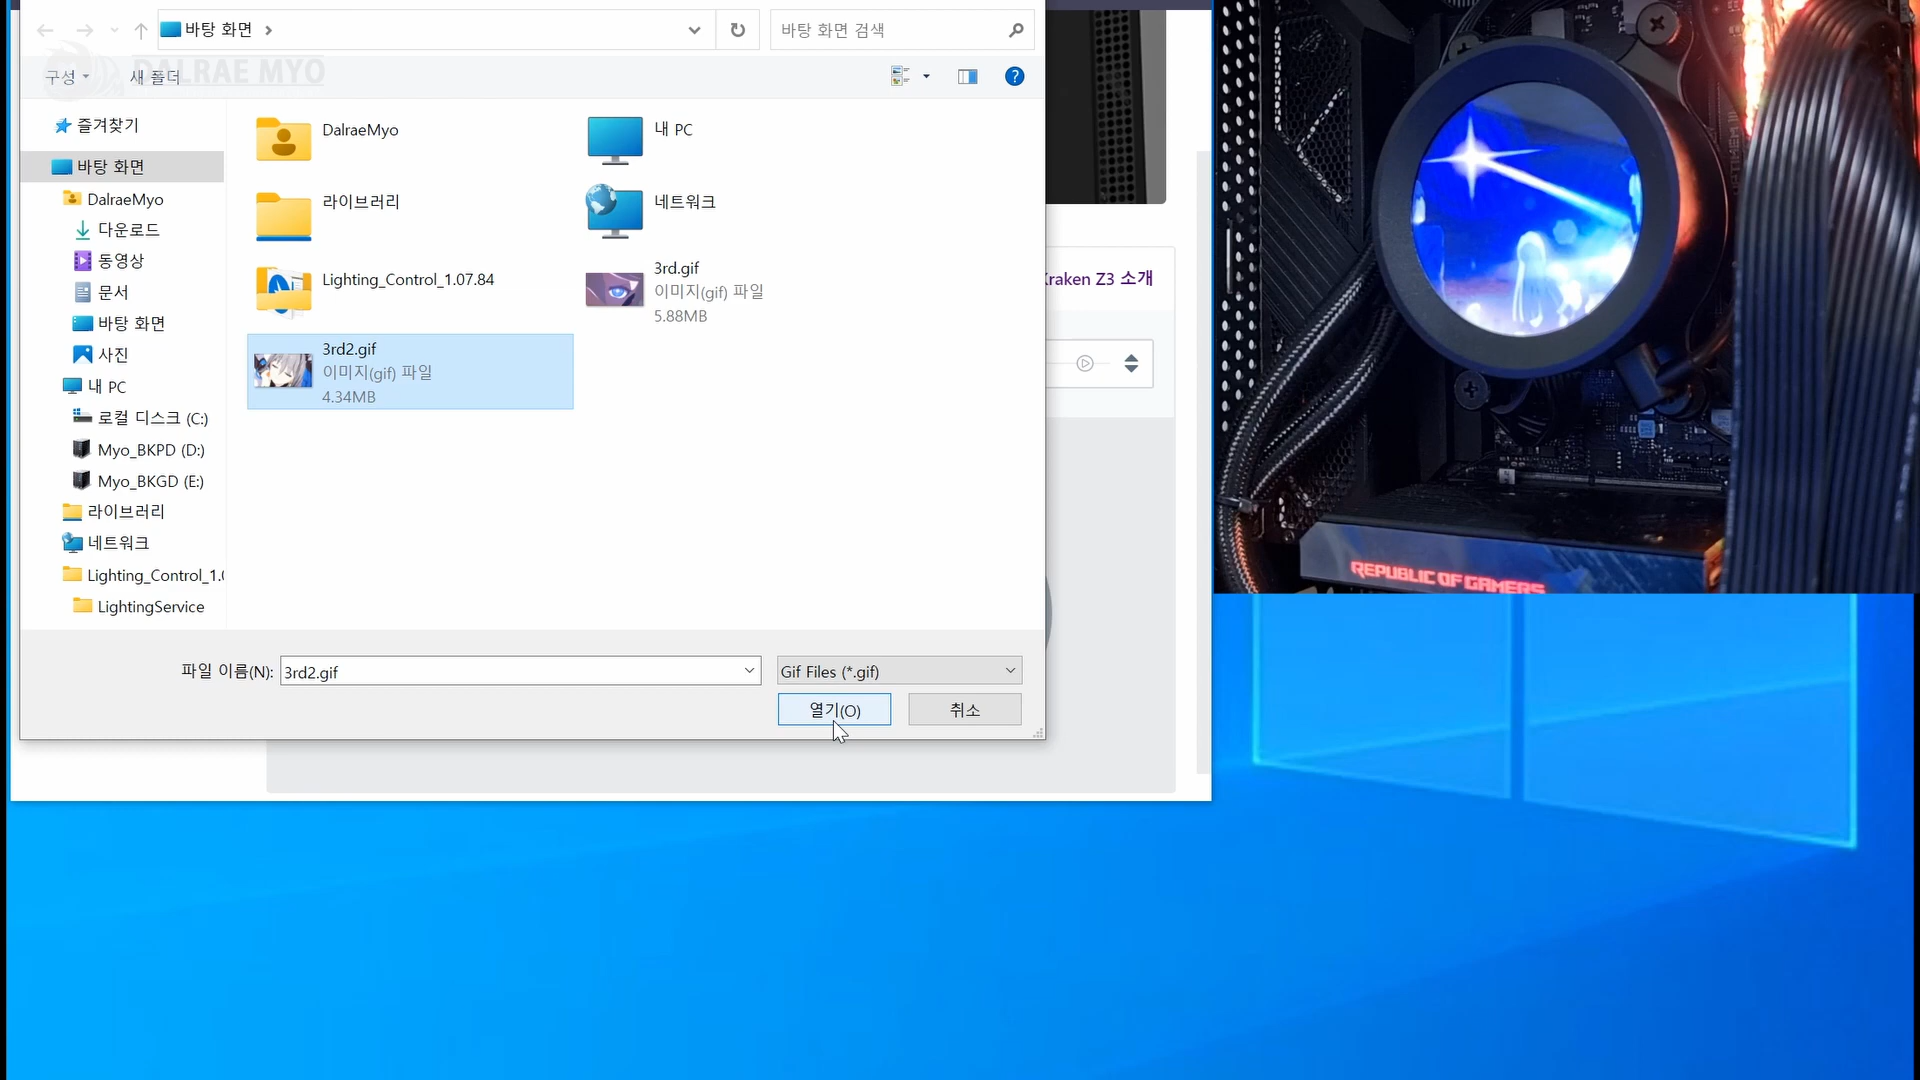 바탕 화면
바탕 화면 검색
DALRAE MYO
구성
새 폴더
즐겨찾기
바탕 화면
DalraeMyo
다운로드
동영상
문서
바탕 화면
사진
내 PC
로컬 디스크 (C:)
Myo_BKPD (D:)
Myo_BKGD (E:)
라이브러리
네트워크
Lighting_Control_1.0
LightingService
DalraeMyo
내 PC
라이브러리
네트워크
Lighting_Control_1.07.84
3rd.gif
이미지(gif) 파일
5.88MB
3rd2.gif
이미지(gif) 파일
4.34MB
Kraken Z3 소개
파일 이름(N):
3rd2.gif
Gif Files (*.gif)
열기(O)
취소
REPUBLIC OF GAMERS